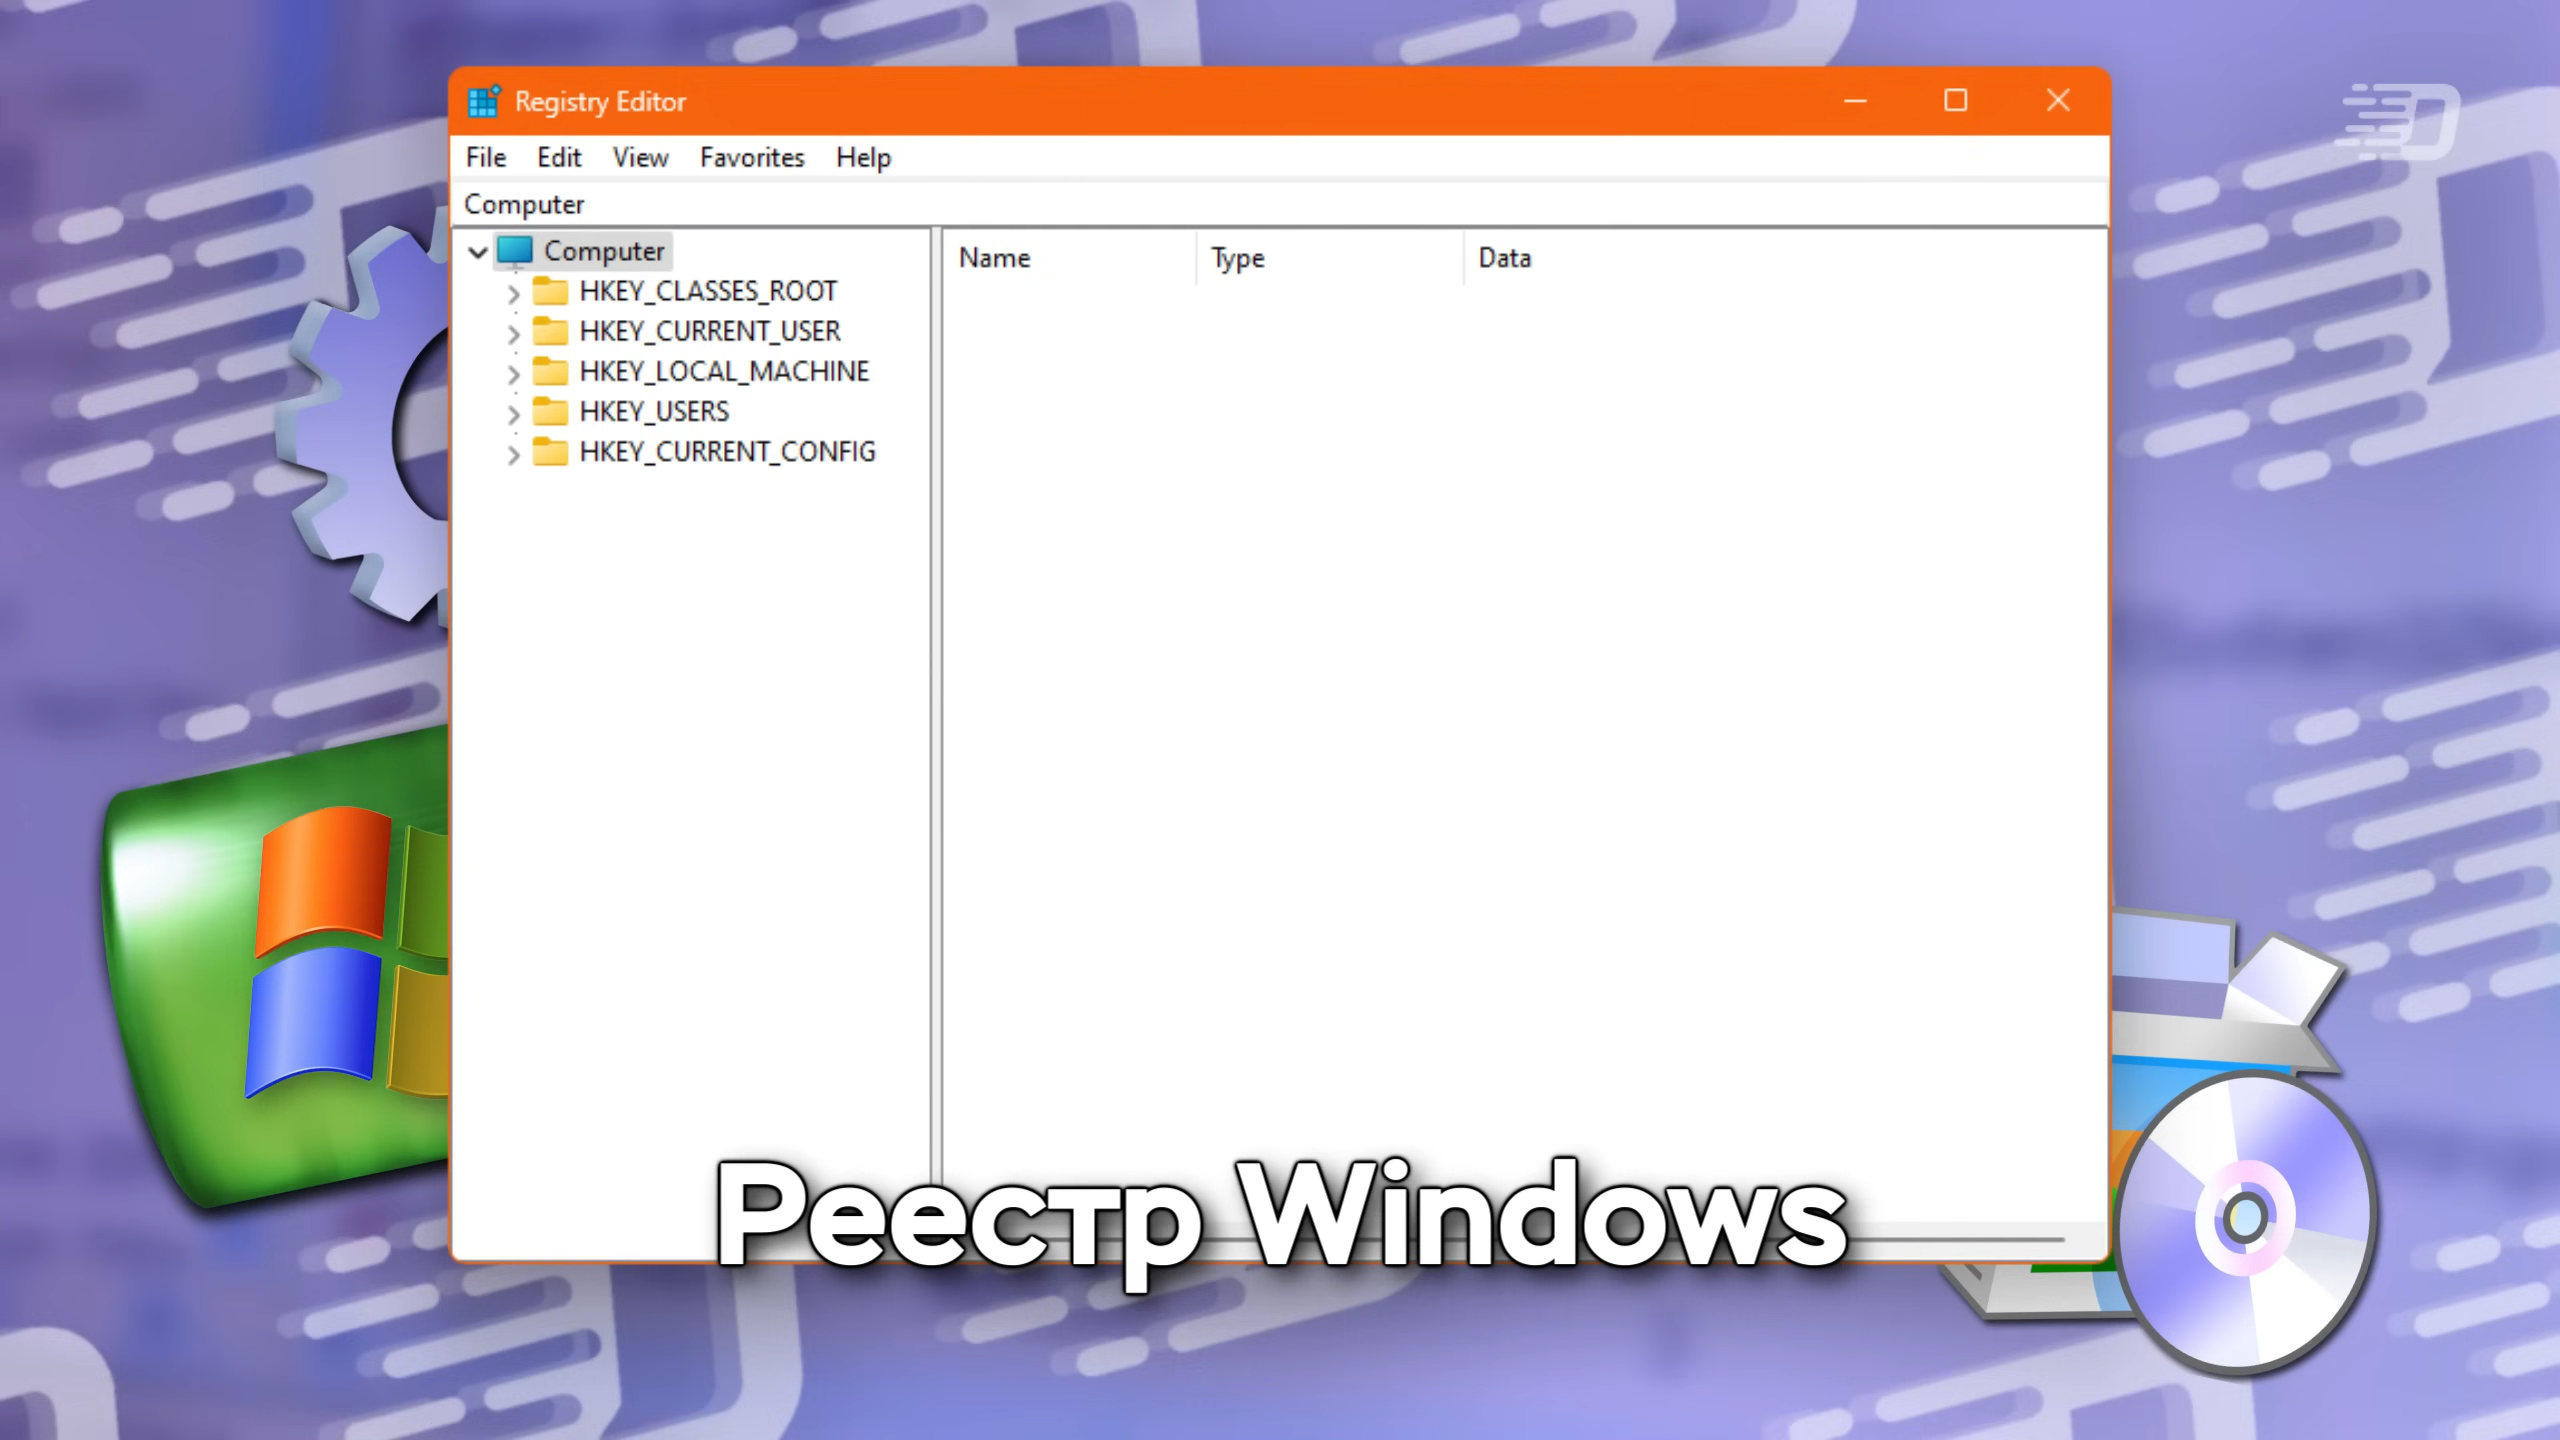 Registry Editor
File Edit View Favorites Help
Computer
Computer
HKEY_CLASSES_ROOT
HKEY_CURRENT_USER
HKEY_LOCAL_MACHINE
HKEY_USERS
HKEY_CURRENT_CONFIG
Name Type Data
Реестр Windows